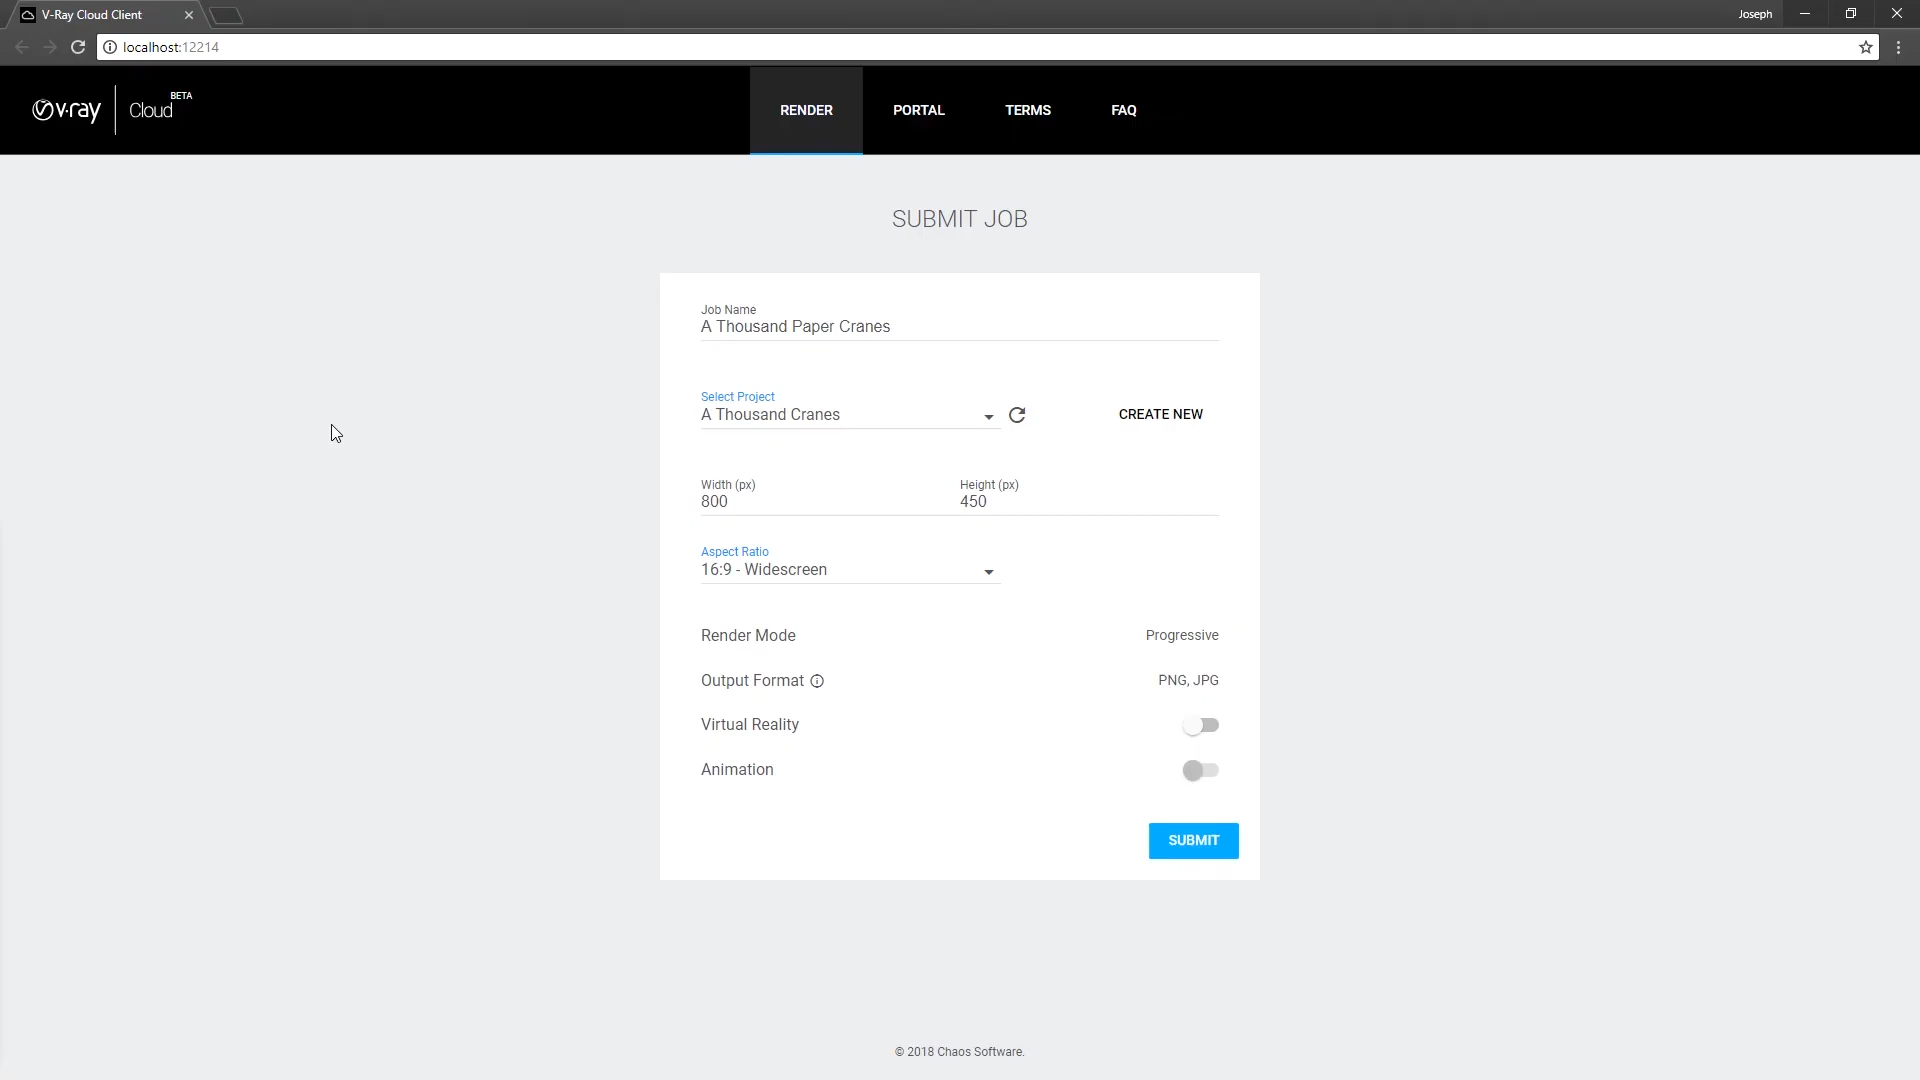 V-Ray Cloud Client
Joseph
localhost:12214
v·ray Cloud BETA
RENDER PORTAL TERMS FAQ
SUBMIT JOB
Job Name
A Thousand Paper Cranes
Select Project
A Thousand Cranes
CREATE NEW
Width (px) Height (px)
800 450
Aspect Ratio
16:9 - Widescreen
Render Mode Progressive
Output Format PNG, JPG
Virtual Reality
Animation
SUBMIT
© 2018 Chaos Software.